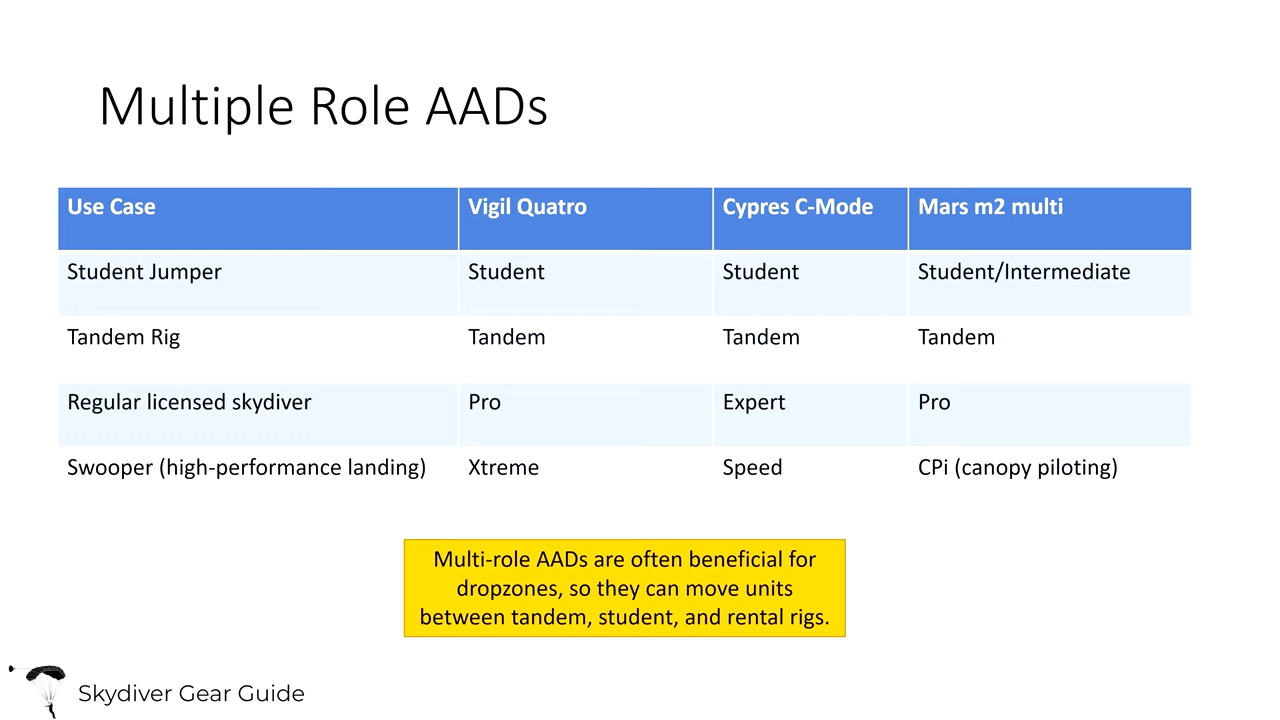 Multiple Role AADs
Use Case Vigil Quatro Cypres C-Mode Mars m2 multi
Student Jumper Student Student Student/Intermediate
Tandem Rig Tandem Tandem Tandem
Regular licensed skydiver Pro Expert Pro
Swooper (high-performance landing) Xtreme Speed CPi (canopy piloting)
Multi-role AADs are often beneficial for
dropzones, so they can move units
between tandem, student, and rental rigs.
Skydiver Gear Guide